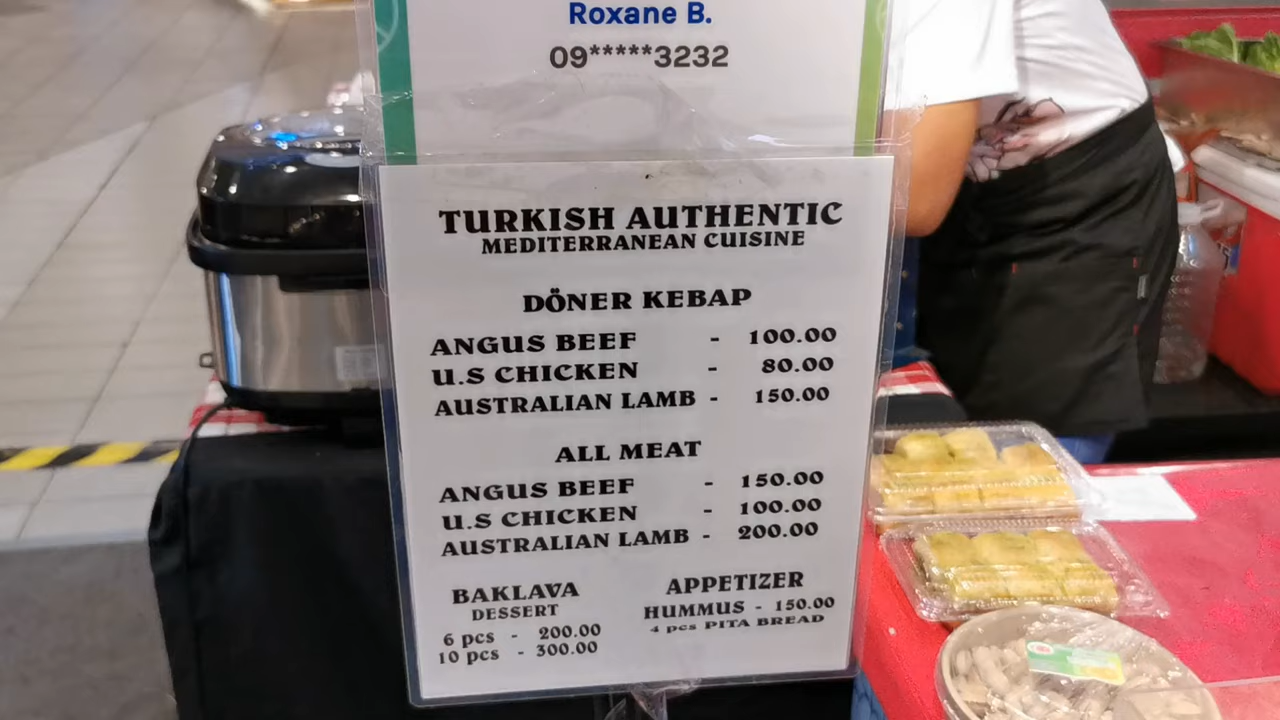 Roxane B.
09*****3232
TURKISH AUTHENTIC
MEDITERRANEAN CUISINE
DÖNER KEBAP
ANGUS BEEF - 100.00
U.S CHICKEN - 80.00
AUSTRALIAN LAMB - 150.00
ALL MEAT
ANGUS BEEF - 150.00
U.S CHICKEN - 100.00
AUSTRALIAN LAMB - 200.00
BAKLAVA
DESSERT
6 pcs - 200.00
10 pcs - 300.00
APPETIZER
HUMMUS - 150.00
4 pcs PITA BREAD